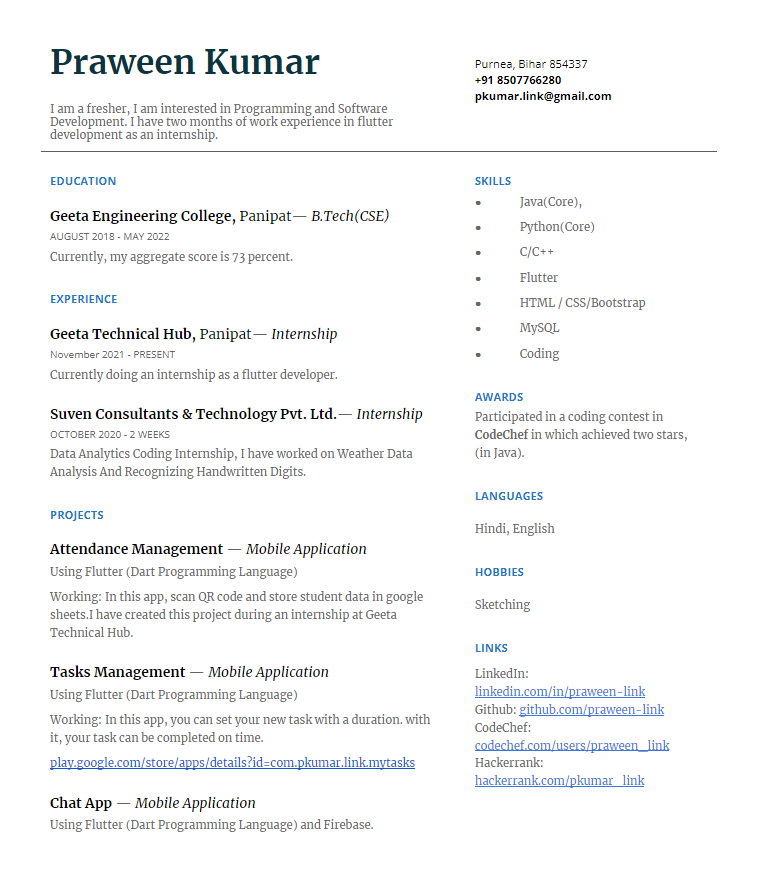 Praween Kumar
I am a fresher, I am interested in Programming and Software
Development. I have two months of work experience in flutter
development as an internship.
Purnea, Bihar 854337
+91 8507766280
pkumar.link@gmail.com
EDUCATION
Geeta Engineering College, Panipat— B.Tech(CSE)
AUGUST 2018 - MAY 2022
Currently, my aggregate score is 73 percent.
EXPERIENCE
Geeta Technical Hub, Panipat— Internship
November 2021 - PRESENT
Currently doing an internship as a flutter developer.
Suven Consultants & Technology Pvt. Ltd.— Internship
OCTOBER 2020 - 2 WEEKS
Data Analytics Coding Internship, I have worked on Weather Data
Analysis And Recognizing Handwritten Digits.
PROJECTS
Attendance Management — Mobile Application
Using Flutter (Dart Programming Language)
Working: In this app, scan QR code and store student data in google
sheets.I have created this project during an internship at Geeta
Technical Hub.
Tasks Management — Mobile Application
Using Flutter (Dart Programming Language)
Working: In this app, you can set your new task with a duration. with
it, your task can be completed on time.
play.google.com/store/apps/details?id=com.pkumar.link.mytasks
Chat App — Mobile Application
Using Flutter (Dart Programming Language) and Firebase.
SKILLS
● Java(Core),
● Python(Core)
● C/C++
● Flutter
● HTML / CSS/Bootstrap
● MySQL
● Coding
AWARDS
Participated in a coding contest in
CodeChef in which achieved two stars,
(in Java).
LANGUAGES
Hindi, English
HOBBIES
Sketching
LINKS
LinkedIn:
linkedin.com/in/praween-link
Github: github.com/praween-link
CodeChef:
codechef.com/users/praween_link
Hackerrank:
hackerrank.com/pkumar_link